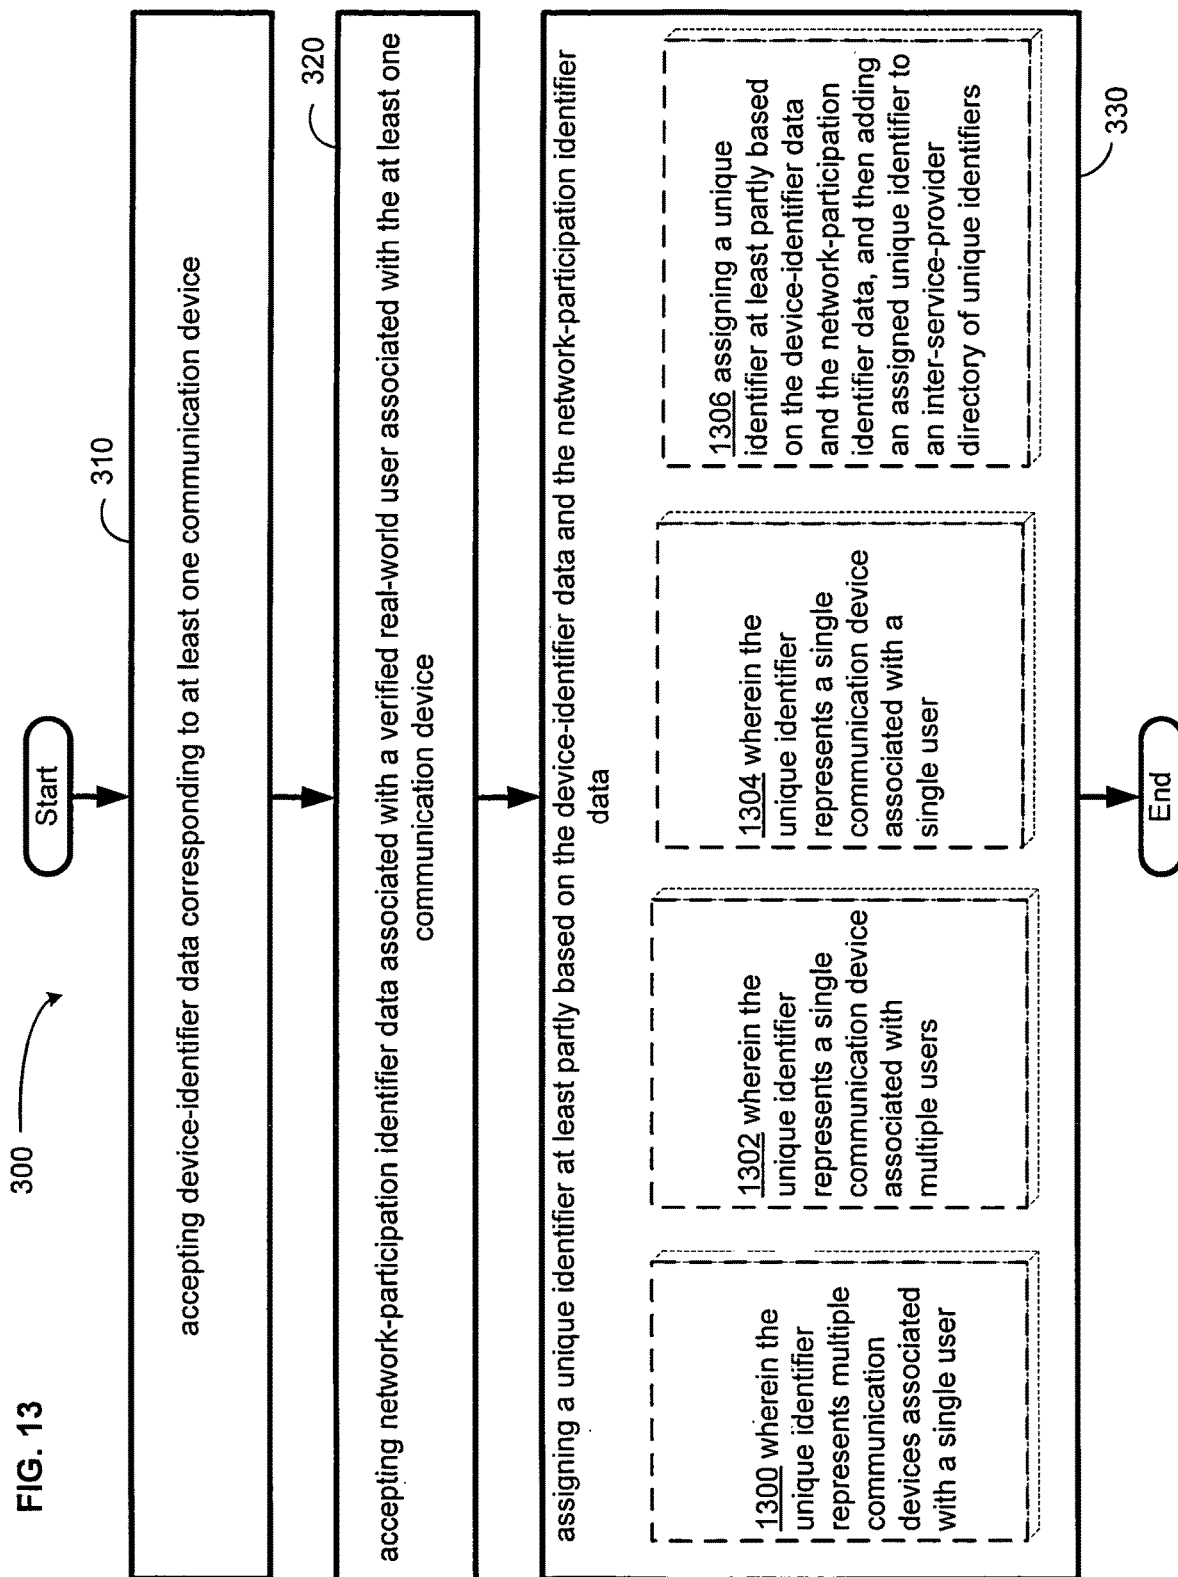 FIG. 13
300
Start
310
accepting device-identifier data corresponding to at least one communication device
320
accepting network-participation identifier data associated with a verified real-world user associated with the at least one
communication device
assigning a unique identifier at least partly based on the device-identifier data and the network-participation identifier
data
1300 wherein the
unique identifier
represents multiple
communication
devices associated
with a single user
1302 wherein the
unique identifier
represents a single
communication device
associated with
multiple users
1304 wherein the
unique identifier
represents a single
communication device
associated with a
single user
1306 assigning a unique
identifier at least partly based
on the device-identifier data
and the network-participation
identifier data, and then adding
an assigned unique identifier to
an inter-service-provider
directory of unique identifiers
330
End